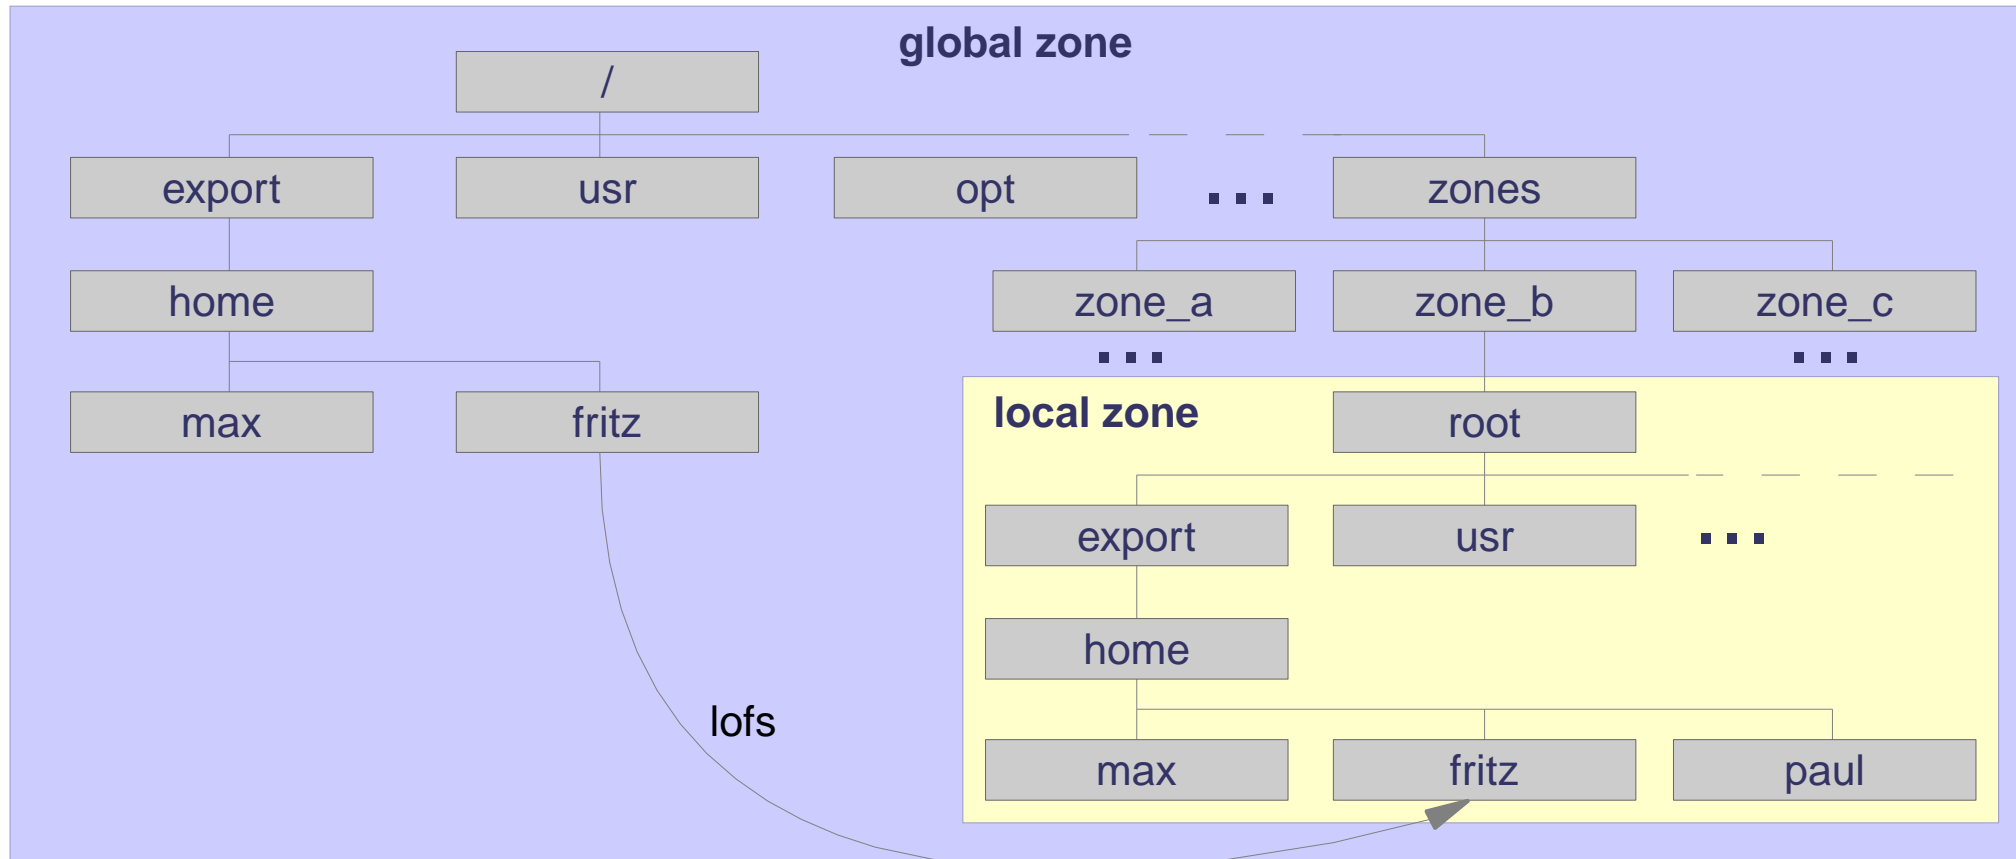 global zone
/
export
usr
opt
...
zones
home
zone_a
zone_b
zone_c
...
...
max
fritz
local zone
root
export
usr
...
home
lofs
max
fritz
paul